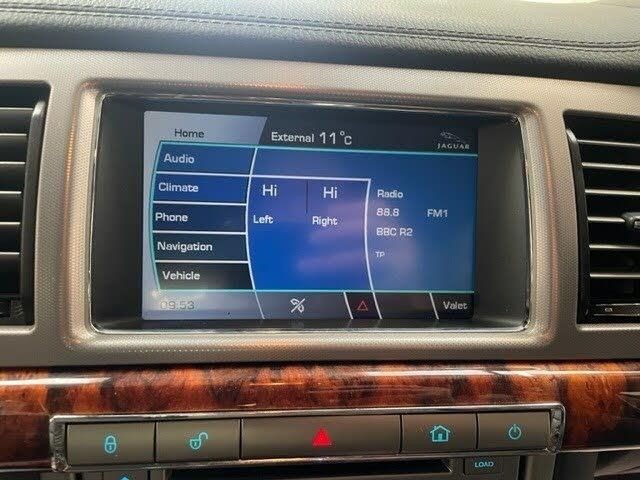 Home
External 11°c
JAGUAR
Audio
Climate
Phone
Navigation
Vehicle
Hi Hi
Left Right
Radio
88.8 FM1
BBC R2
TP
09:53
Valet
LOAD